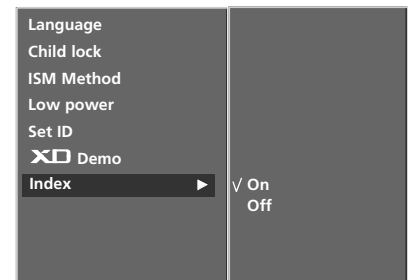 Language
Child lock
ISM Method
Low power
Set ID
XD Demo
Index ► √ On
Off